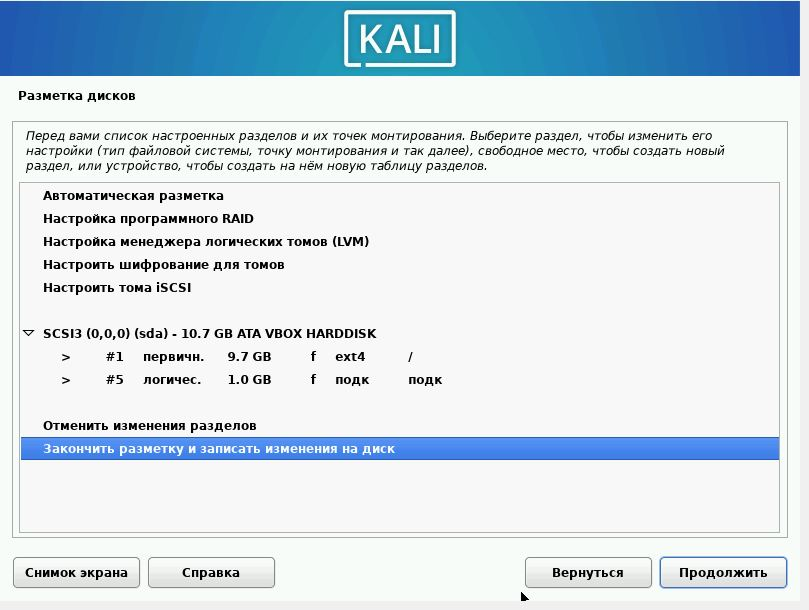 KALI
Разметка дисков
Перед вами список настроенных разделов и их точек монтирования. Выберите раздел, чтобы изменить его
настройки (тип файловой системы, точку монтирования и так далее), свободное место, чтобы создать новый
раздел, или устройство, чтобы создать на нём новую таблицу разделов.
Автоматическая разметка
Настройка программного RAID
Настройка менеджера логических томов (LVM)
Настроить шифрование для томов
Настроить тома iSCSI
SCSI3 (0,0,0) (sda) - 10.7 GB ATA VBOX HARDDISK
> #1 первичн. 9.7 GB f ext4 /
> #5 логичес. 1.0 GB f подк подк
Отменить изменения разделов
Закончить разметку и записать изменения на диск
Снимок экрана Справка Вернуться Продолжить